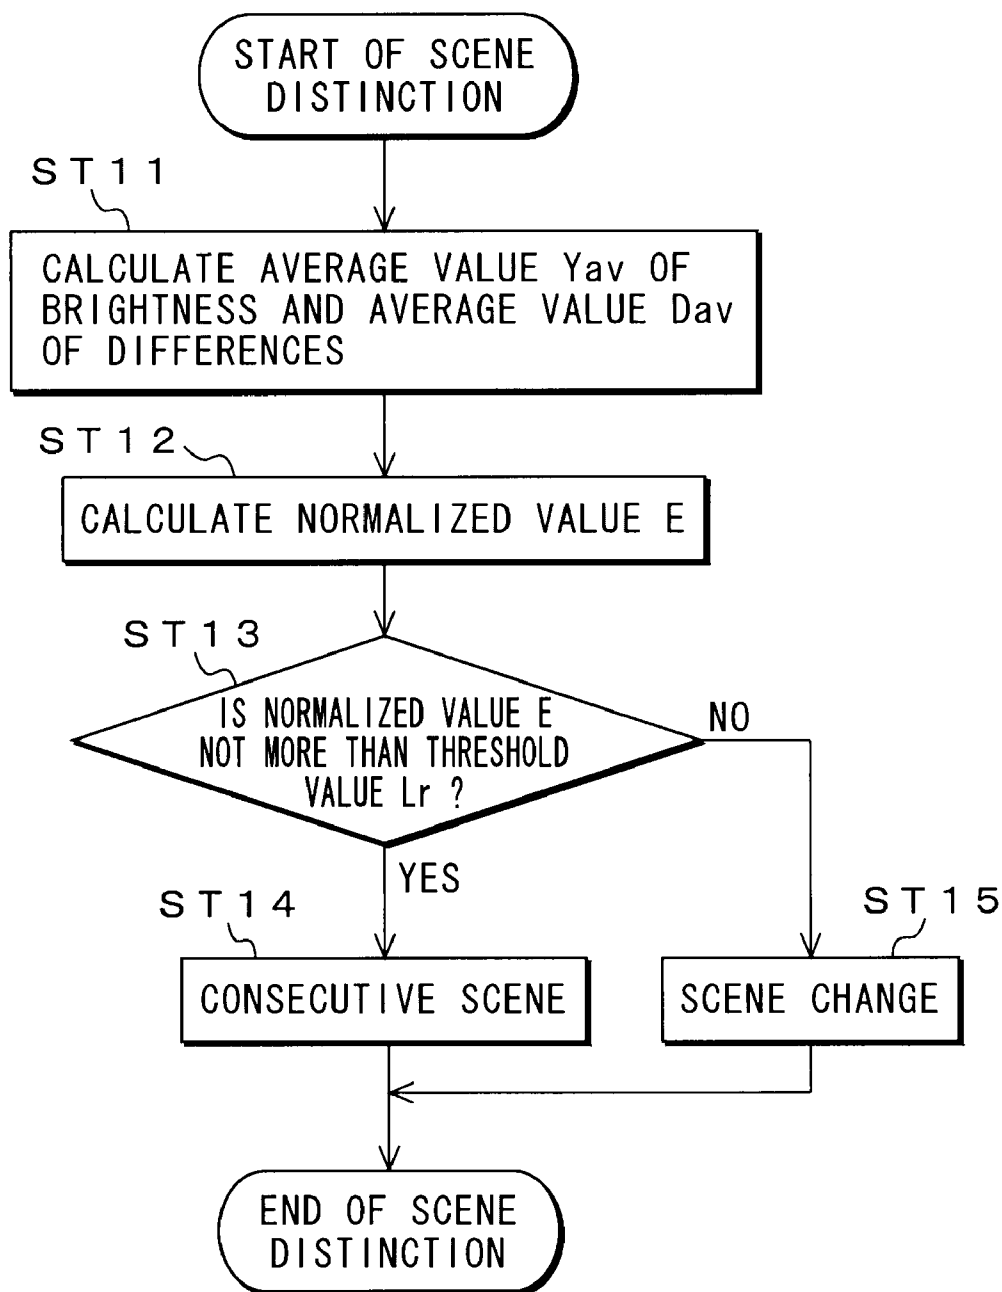 START OF SCENE
DISTINCTION
ST11
CALCULATE AVERAGE VALUE Yav OF
BRIGHTNESS AND AVERAGE VALUE Dav
OF DIFFERENCES
ST12
CALCULATE NORMALIZED VALUE E
ST13
IS NORMALIZED VALUE E
NOT MORE THAN THRESHOLD
VALUE Lr ?
NO
YES
ST14
CONSECUTIVE SCENE
ST15
SCENE CHANGE
END OF SCENE
DISTINCTION